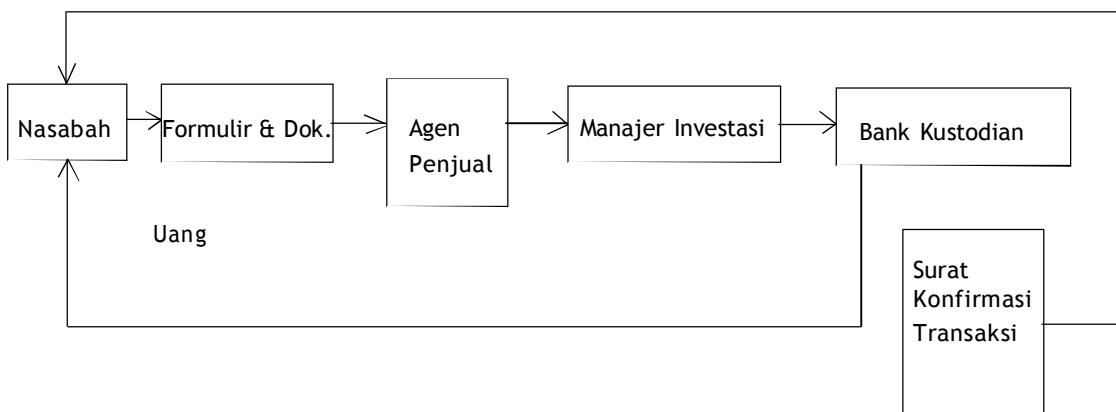 Nasabah
Formulir & Dok.
Agen
Penjual
Manajer Investasi
Bank Kustodian
Uang
Surat
Konfirmasi
Transaksi